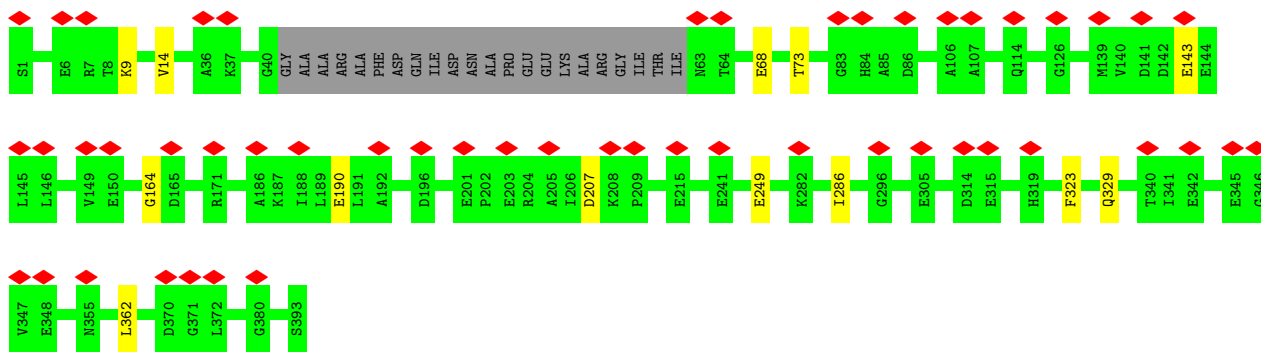 S1 E6 R7 T8 K9 V14 A36 K37 G40 GLY ALA ALA ARG ALA PHE ASP GLN ILE ASP ASN ALA PRO GLU GLU LYS ALA ARG GLY ILE THR ILE N63 T64 E68 T73 G83 H84 A85 D86 A106 A107 Q114 G126 M139 V140 D141 D142 E143 E144
L145 L146 V149 E150 G164 D165 R171 A186 K187 I188 L189 E190 L191 A192 D196 E201 P202 E203 R204 A205 I206 D207 K208 P209 E215 E241 E249 K282 I286 G296 E305 D314 E315 H319 F323 Q329 T340 I341 E342 E345 G346
V347 E348 N355 L362 D370 G371 L372 G380 S393